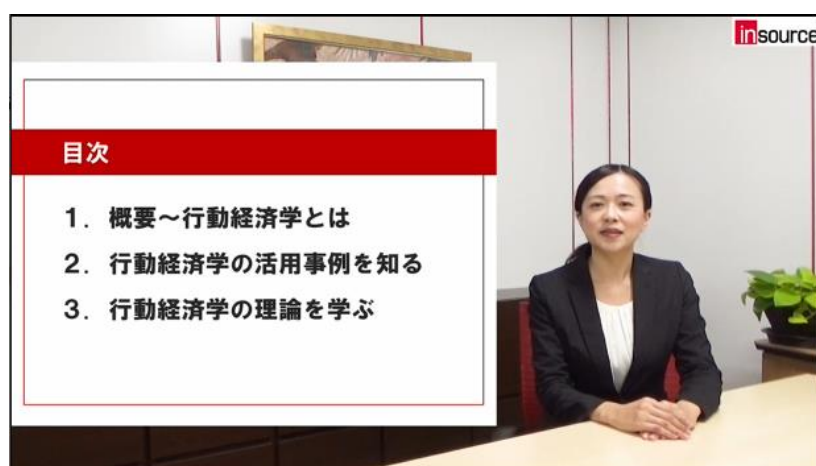 insource
目次
1. 概要～行動経済学とは
2. 行動経済学の活用事例を知る
3. 行動経済学の理論を学ぶ